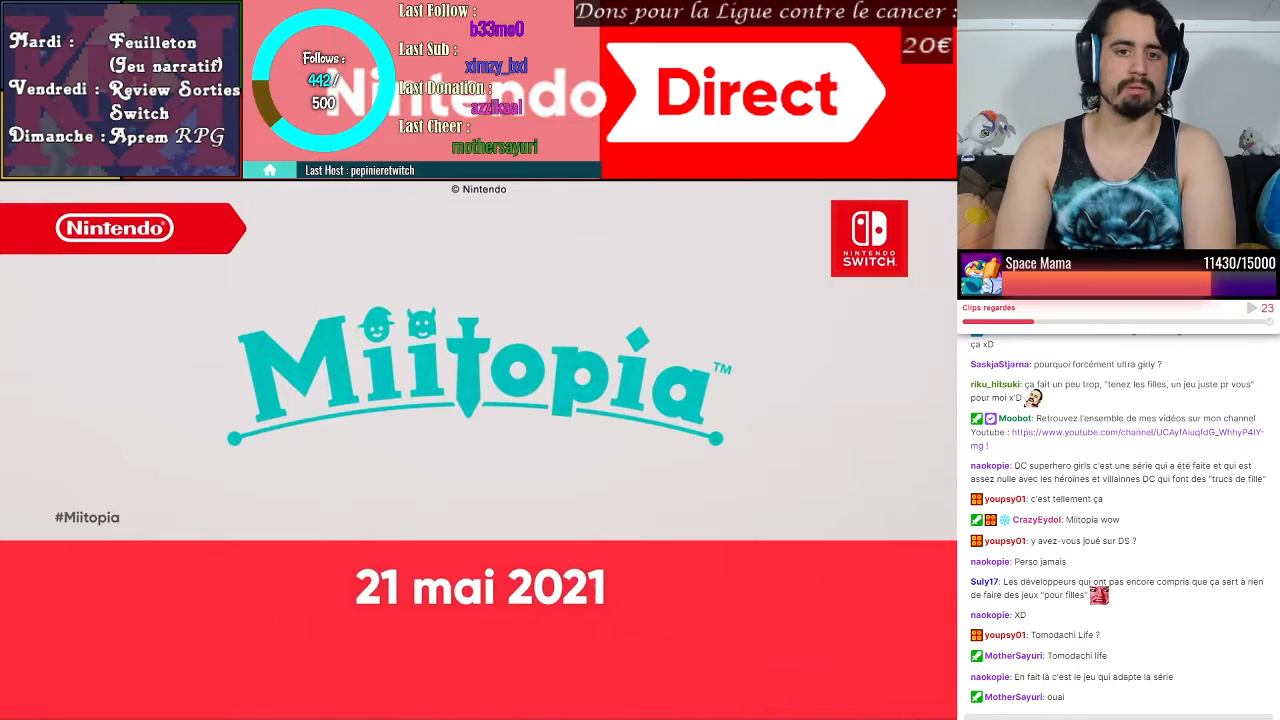 Mardi : Feuilleton
(Jeu narratif)
Vendredi : Review Sorties
Switch
Dimanche : Aprem RPG
Follows :
442 /
500
Last Follow :
b33mo0
Last Sub :
Last Donation :
azzikaal
Last Cheer :
mothersayuri
Last Host : pepinieretwitch
Nintendo Direct
Dons pour la Ligue contre le cancer :
20€
© Nintendo
Nintendo®
NINTENDO
SWITCH
Miitopia™
#Miitopia
21 mai 2021
Space Mama 11430/15000
Clips regardés 23
ça xD
SaskjaStjarna: pourquoi forcément ultra girly ?
riku_hitsuki: ça fait un peu trop, "tenez les filles, un jeu juste pr vous"
pour moi x'D
Moobot: Retrouvez l'ensemble de mes vidéos sur mon channel
Youtube : https://www.youtube.com/channel/UCAyfAiuqfdG_WhhyP4IY-
mg !
naokopie: DC superhero girls c'est une série qui a été faite et qui est
assez nulle avec les héroïnes et villainnes DC qui font des "trucs de fille"
youpsy01: c'est tellement ça
CrazyEydol: Miitopia wow
youpsy01: y avez-vous joué sur DS ?
naokopie: Perso jamais
Suly17: Les développeurs qui ont pas encore compris que ça sert à rien
de faire des jeux "pour filles"
naokopie: XD
youpsy01: Tomodachi Life ?
MotherSayuri: Tomodachi life
naokopie: En fait là c'est le jeu qui adapte la série
MotherSayuri: ouai